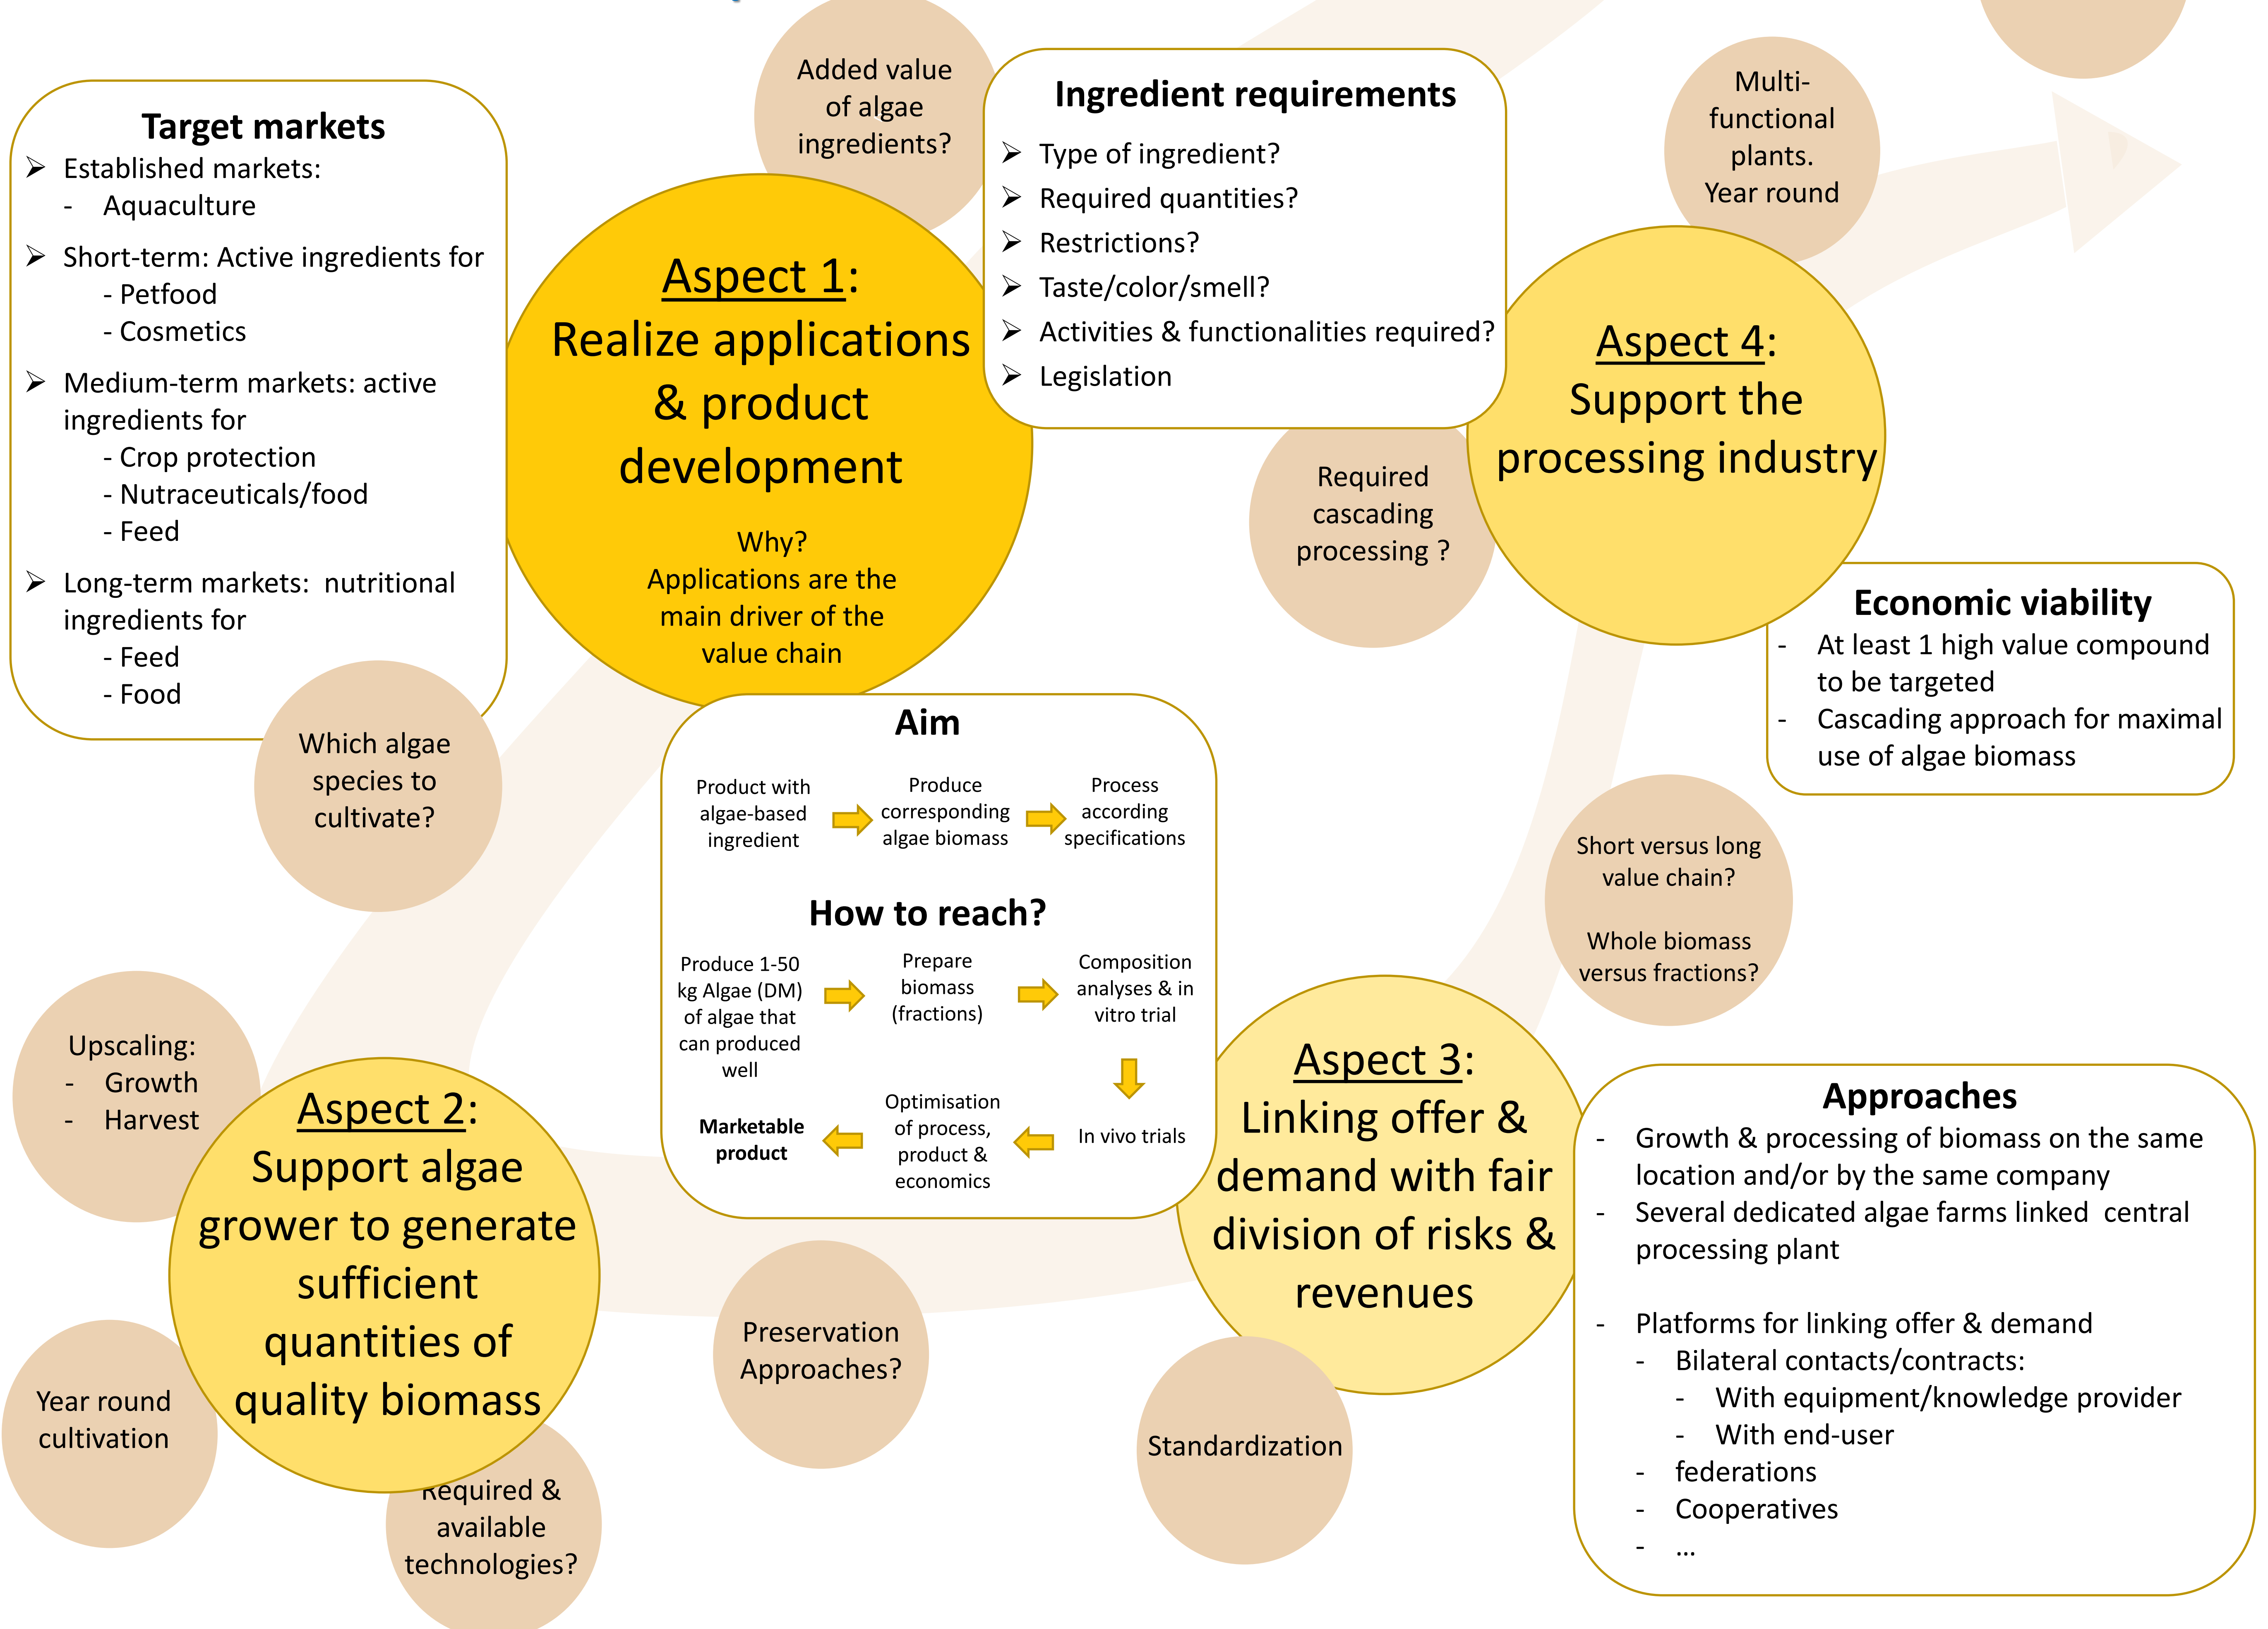 Target markets
➢ Established markets:
- Aquaculture
➢ Short-term: Active ingredients for
- Petfood
- Cosmetics
➢ Medium-term markets: active
ingredients for
- Crop protection
- Nutraceuticals/food
- Feed
➢ Long-term markets: nutritional
ingredients for
- Feed
- Food
Added value
of algae
ingredients?
Aspect 1:
Realize applications
& product
development
Why?
Applications are the
main driver of the
value chain
Ingredient requirements
➢ Type of ingredient?
➢ Required quantities?
➢ Restrictions?
➢ Taste/color/smell?
➢ Activities & functionalities required?
➢ Legislation
Multi-
functional
plants.
Year round
Aspect 4:
Support the
processing industry
Required
cascading
processing ?
Economic viability
- At least 1 high value compound
to be targeted
- Cascading approach for maximal
use of algae biomass
Which algae
species to
cultivate?
Aim
Product with
algae-based
ingredient
Produce
corresponding
algae biomass
Process
according
specifications
How to reach?
Produce 1-50
kg Algae (DM)
of algae that
can produced
well
Prepare
biomass
(fractions)
Composition
analyses & in
vitro trial
In vivo trials
Optimisation
of process,
product &
economics
Marketable
product
Short versus long
value chain?
Whole biomass
versus fractions?
Upscaling:
- Growth
- Harvest
Aspect 2:
Support algae
grower to generate
sufficient
quantities of
quality biomass
Year round
cultivation
Required &
available
technologies?
Preservation
Approaches?
Aspect 3:
Linking offer &
demand with fair
division of risks &
revenues
Standardization
Approaches
- Growth & processing of biomass on the same
location and/or by the same company
- Several dedicated algae farms linked central
processing plant
- Platforms for linking offer & demand
- Bilateral contacts/contracts:
- With equipment/knowledge provider
- With end-user
- federations
- Cooperatives
- ...